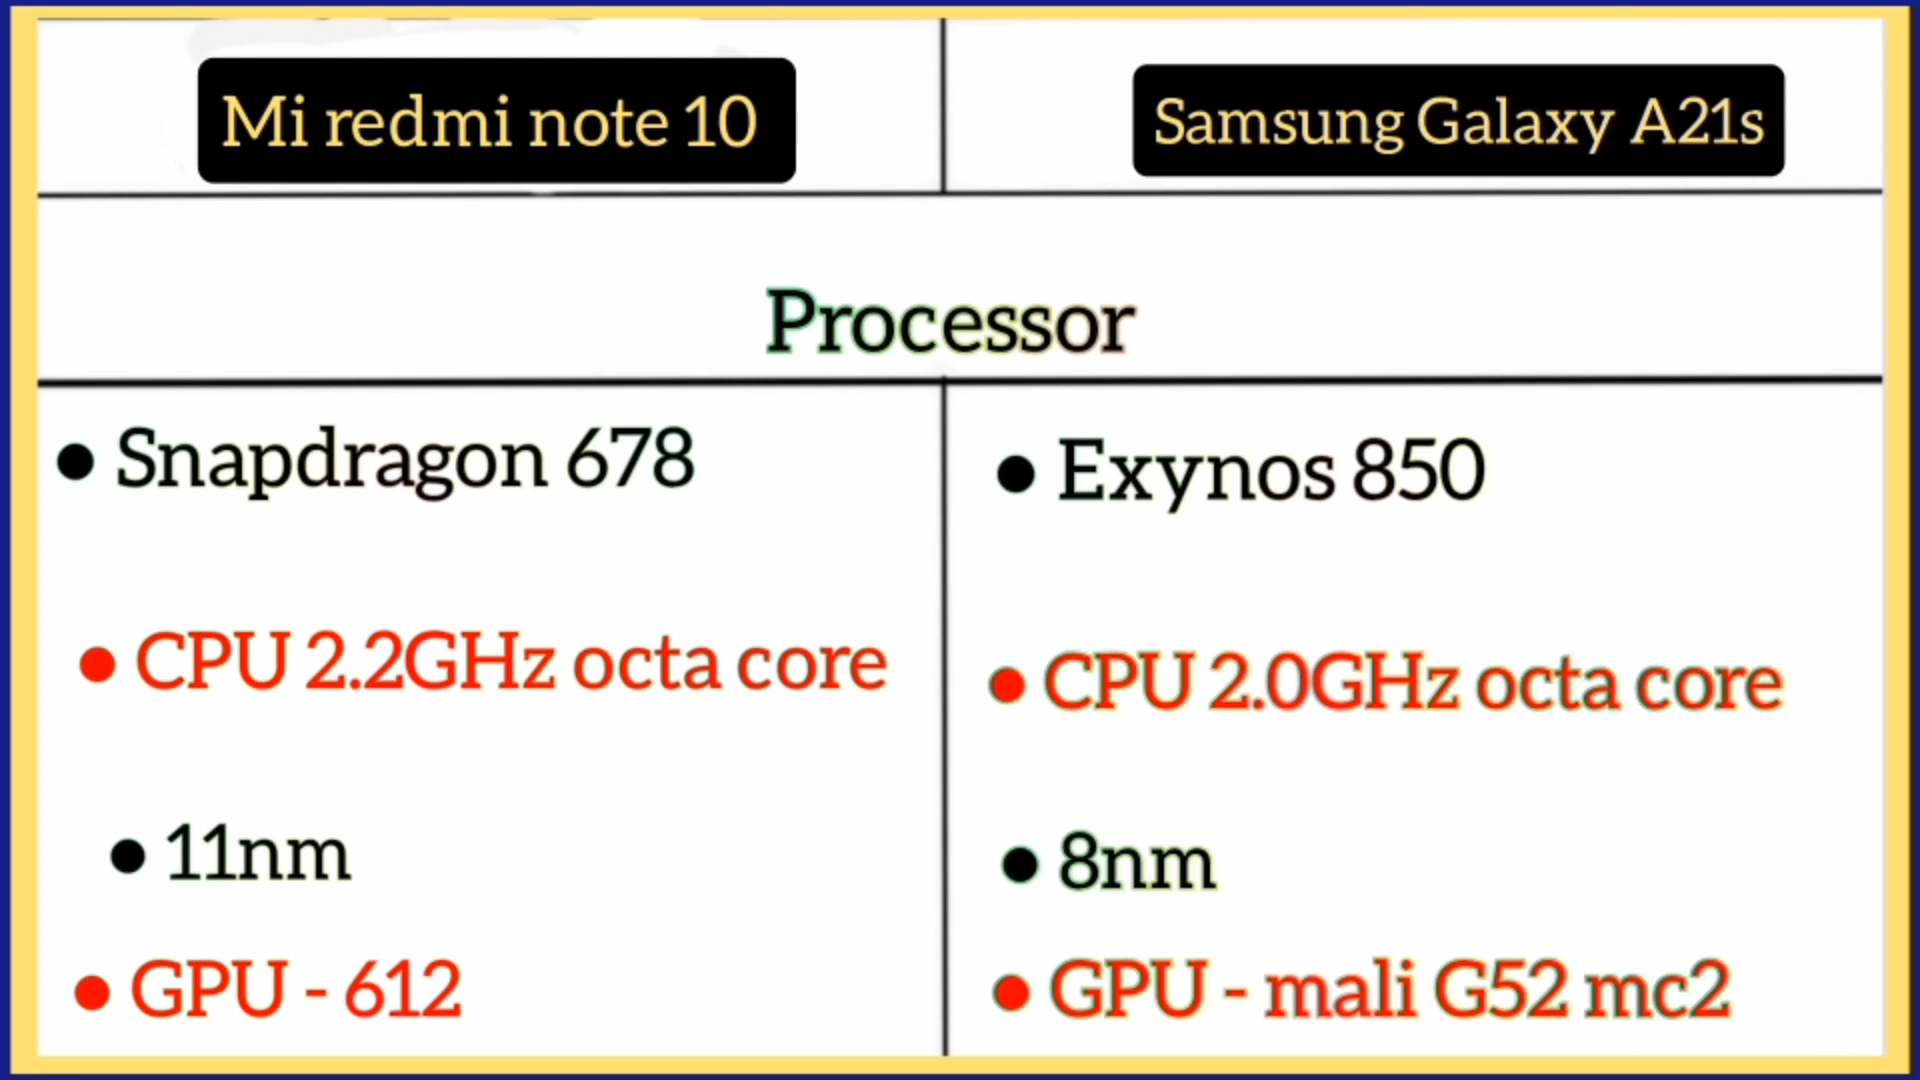 Mi redmi note 10
Samsung Galaxy A21s
Processor
• Snapdragon 678
• Exynos 850
• CPU 2.2GHz octa core
• CPU 2.0GHz octa core
• 11nm
• 8nm
• GPU - 612
• GPU - mali G52 mc2